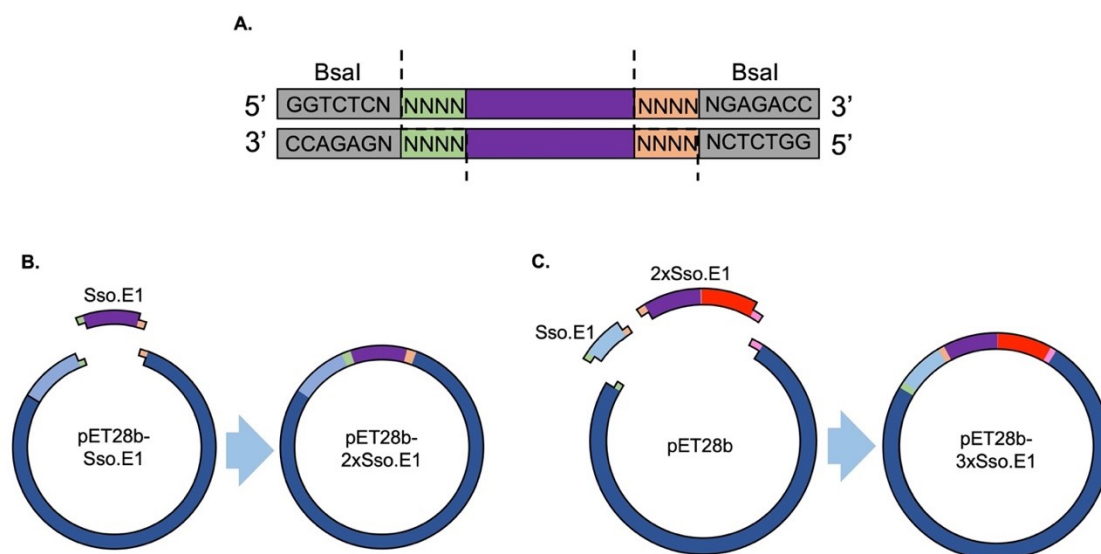 A.
BsaI BsaI
5’ GGTCTCN NNNN NNNN NGAGACC 3’
3’ CCAGAGN NNNN NNNN NCTCTGG 5’
B.
Sso.E1
pET28b-
Sso.E1
pET28b-
2xSso.E1
C.
2xSso.E1
Sso.E1
pET28b
pET28b-
3xSso.E1